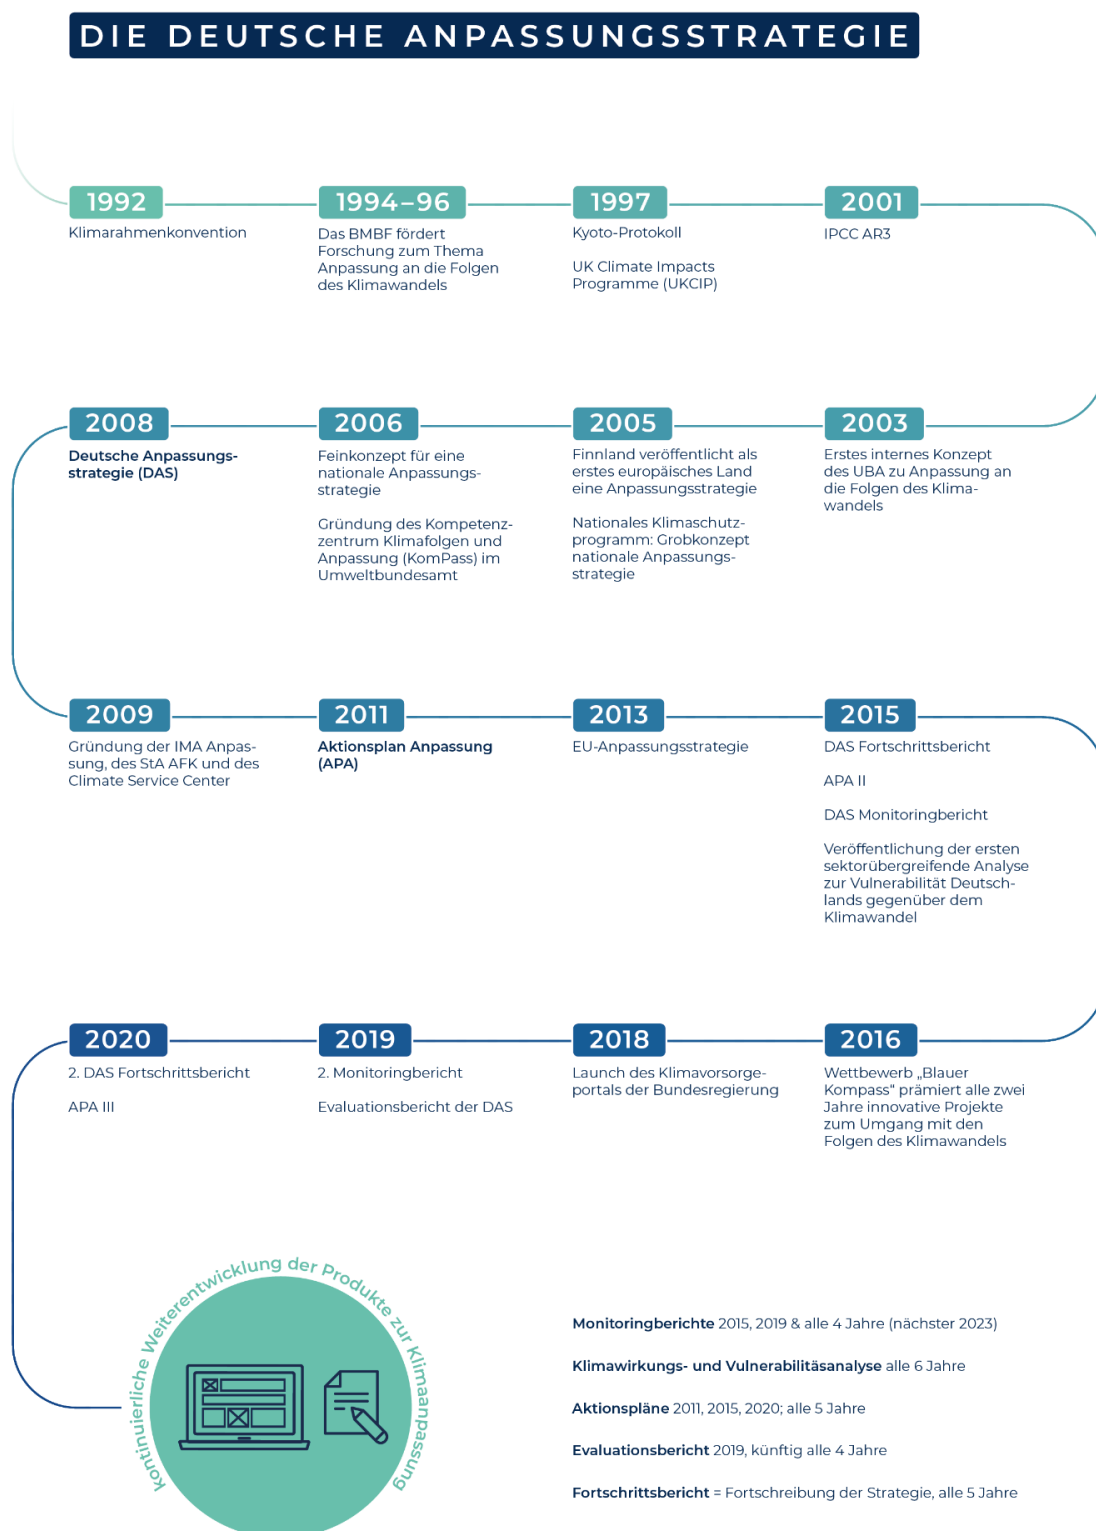 DIE DEUTSCHE ANPASSUNGSSTRATEGIE
1992
Klimarahmenkonvention
1994–96
Das BMBF fördert
Forschung zum Thema
Anpassung an die Folgen
des Klimawandels
1997
Kyoto-Protokoll
UK Climate Impacts
Programme (UKCIP)
2001
IPCC AR3
2003
Erstes internes Konzept
des UBA zu Anpassung an
die Folgen des Klima-
wandels
2005
Finnland veröffentlicht als
erstes europäisches Land
eine Anpassungsstrategie
Nationales Klimaschutz-
programm: Grobkonzept
nationale Anpassungs-
strategie
2006
Feinkonzept für eine
nationale Anpassungs-
strategie
Gründung des Kompetenz-
zentrum Klimafolgen und
Anpassung (KomPass) im
Umweltbundesamt
2008
Deutsche Anpassungs-
strategie (DAS)
2009
Gründung der IMA Anpas-
sung, des StA AFK und des
Climate Service Center
2011
Aktionsplan Anpassung
(APA)
2013
EU-Anpassungsstrategie
2015
DAS Fortschrittsbericht
APA II
DAS Monitoringbericht
Veröffentlichung der ersten
sektorübergreifende Analyse
zur Vulnerabilität Deutsch-
lands gegenüber dem
Klimawandel
2016
Wettbewerb „Blauer
Kompass“ prämiert alle zwei
Jahre innovative Projekte
zum Umgang mit den
Folgen des Klimawandels
2018
Launch des Klimavorsorge-
portals der Bundesregierung
2019
2. Monitoringbericht
Evaluationsbericht der DAS
2020
2. DAS Fortschrittsbericht
APA III
Kontinuierliche Weiterentwicklung der Produkte zur Klimaanpassung
Monitoringberichte 2015, 2019 & alle 4 Jahre (nächster 2023)
Klimawirkungs- und Vulnerabilitäsanalyse alle 6 Jahre
Aktionspläne 2011, 2015, 2020; alle 5 Jahre
Evaluationsbericht 2019, künftig alle 4 Jahre
Fortschrittsbericht = Fortschreibung der Strategie, alle 5 Jahre